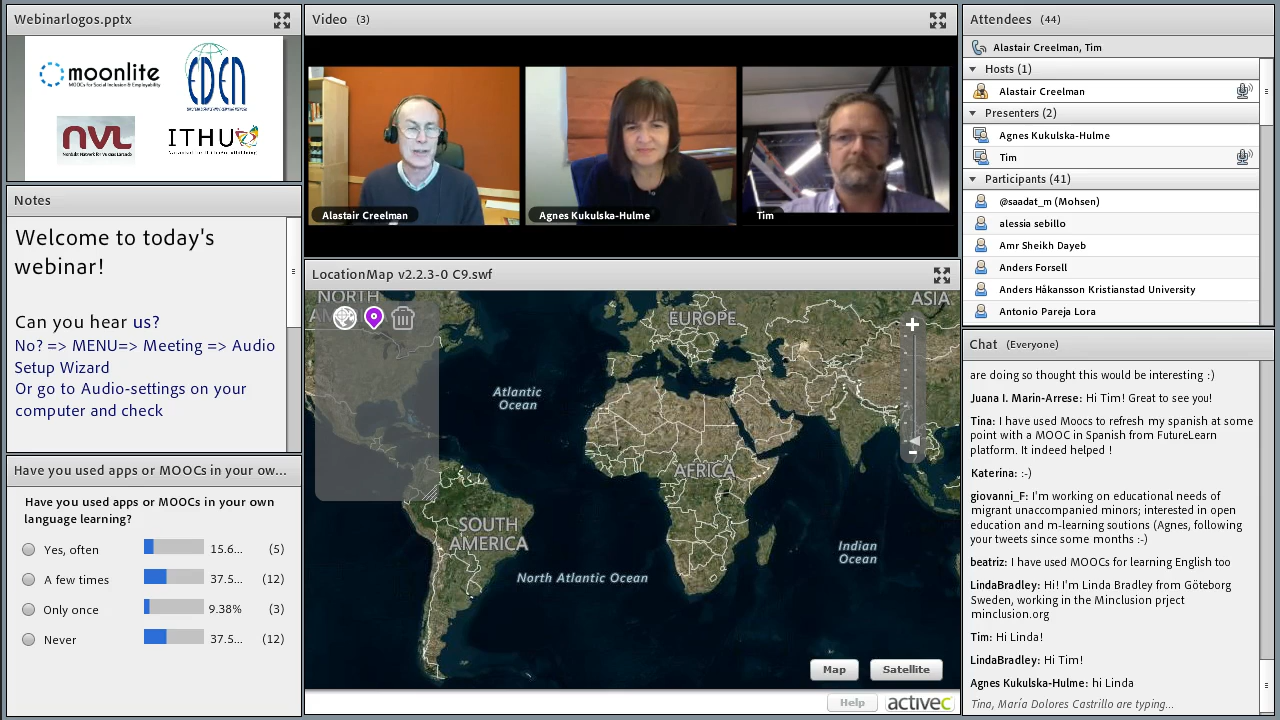 Webinarlogos.pptx
moonlite
MOOCs for Social Inclusion & Employability
EDEN
nvl
ITHU
Notes
Welcome to today's
webinar!
Can you hear us?
No? => MENU=> Meeting => Audio
Setup Wizard
Or go to Audio-settings on your
computer and check
Have you used apps or MOOCs in your ow...
Have you used apps or MOOCs in your own
language learning?
Yes, often 15.6... (5)
A few times 37.5... (12)
Only once 9.38% (3)
Never 37.5... (12)
Video (3)
Alastair Creelman
Agnes Kukulska-Hulme
Tim
LocationMap v2.2.3-0 C9.swf
NORTH
EUROPE
ASIA
Atlantic
Ocean
AFRICA
SOUTH
AMERICA
Indian
Ocean
North Atlantic Ocean
Map
Satellite
Help
activec
Attendees (44)
Alastair Creelman, Tim
Hosts (1)
Alastair Creelman
Presenters (2)
Agnes Kukulska-Hulme
Tim
Participants (41)
@saadat_m (Mohsen)
alessia sebillo
Amr Sheikh Dayeb
Anders Forsell
Anders Håkansson Kristianstad University
Antonio Pareja Lora
Chat (Everyone)
are doing so thought this would be interesting :)
Juana I. Marin-Arrese: Hi Tim! Great to see you!
Tina: I have used Moocs to refresh my spanish at some
point with a MOOC in Spanish from FutureLearn
platform. It indeed helped !
Katerina: :-)
giovanni_F: I'm working on educational needs of
migrant unaccompanied minors; interested in open
education and m-learning soutions (Agnes, following
your tweets since some months :-)
beatriz: I have used MOOCs for learning English too
LindaBradley: Hi! I'm Linda Bradley from Göteborg
Sweden, working in the Minclusion prject
minclusion.org
Tim: Hi Linda!
LindaBradley: Hi Tim!
Agnes Kukulska-Hulme: hi Linda
Tina, María Dolores Castrillo are typing...